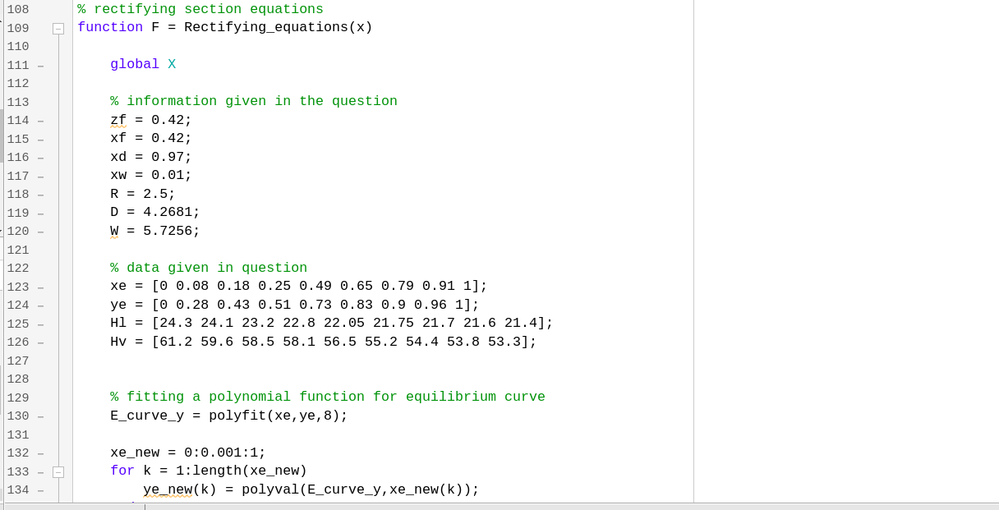 108 % rectifying section equations
109 function F = Rectifying_equations(x)
110
111 global X
112
113 % information given in the question
114 zf = 0.42;
115 xf = 0.42;
116 xd = 0.97;
117 xw = 0.01;
118 R = 2.5;
119 D = 4.2681;
120 W = 5.7256;
121
122 % data given in question
123 xe = [0 0.08 0.18 0.25 0.49 0.65 0.79 0.91 1];
124 ye = [0 0.28 0.43 0.51 0.73 0.83 0.9 0.96 1];
125 Hl = [24.3 24.1 23.2 22.8 22.05 21.75 21.7 21.6 21.4];
126 Hv = [61.2 59.6 58.5 58.1 56.5 55.2 54.4 53.8 53.3];
127
128
129 % fitting a polynomial function for equilibrium curve
130 E_curve_y = polyfit(xe,ye,8);
131
132 xe_new = 0:0.001:1;
133 for k = 1:length(xe_new)
134 ye_new(k) = polyval(E_curve_y,xe_new(k));